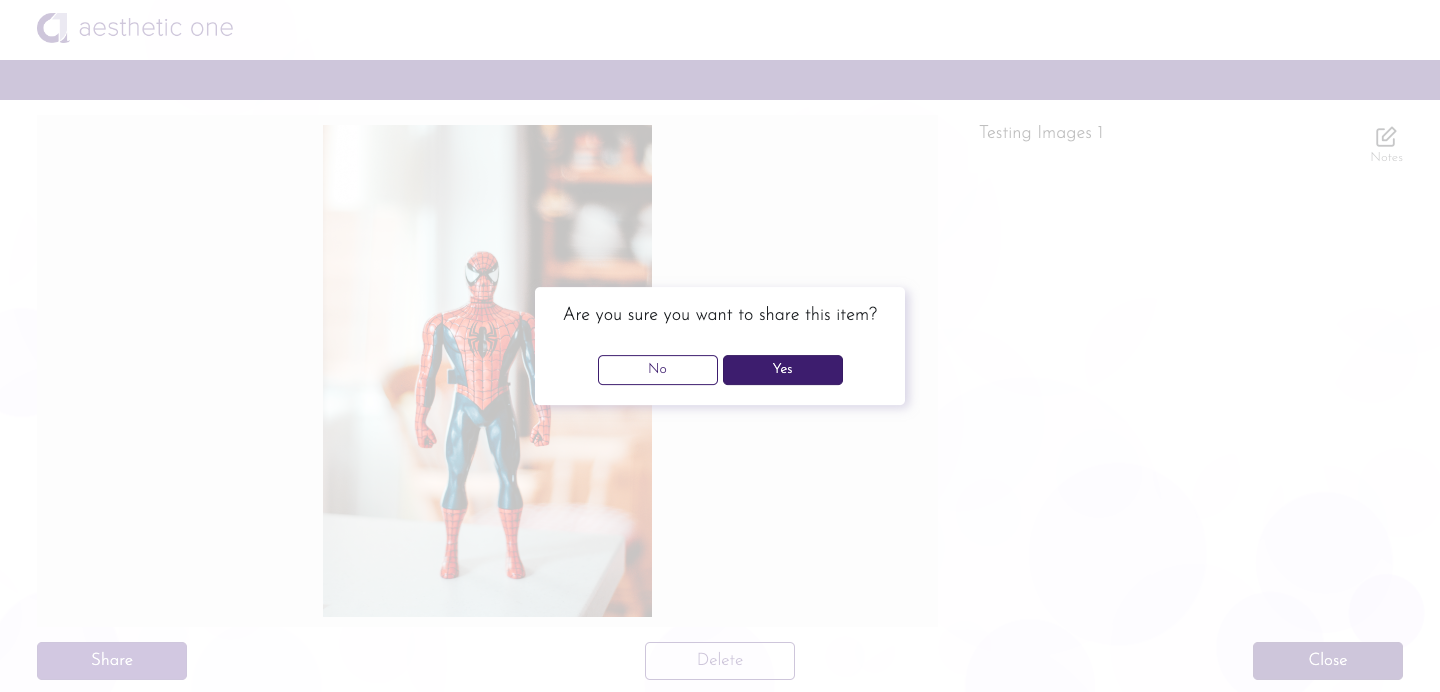 aesthetic one
Testing Images 1
Notes
Are you sure you want to share this item?
No
Yes
Share
Delete
Close